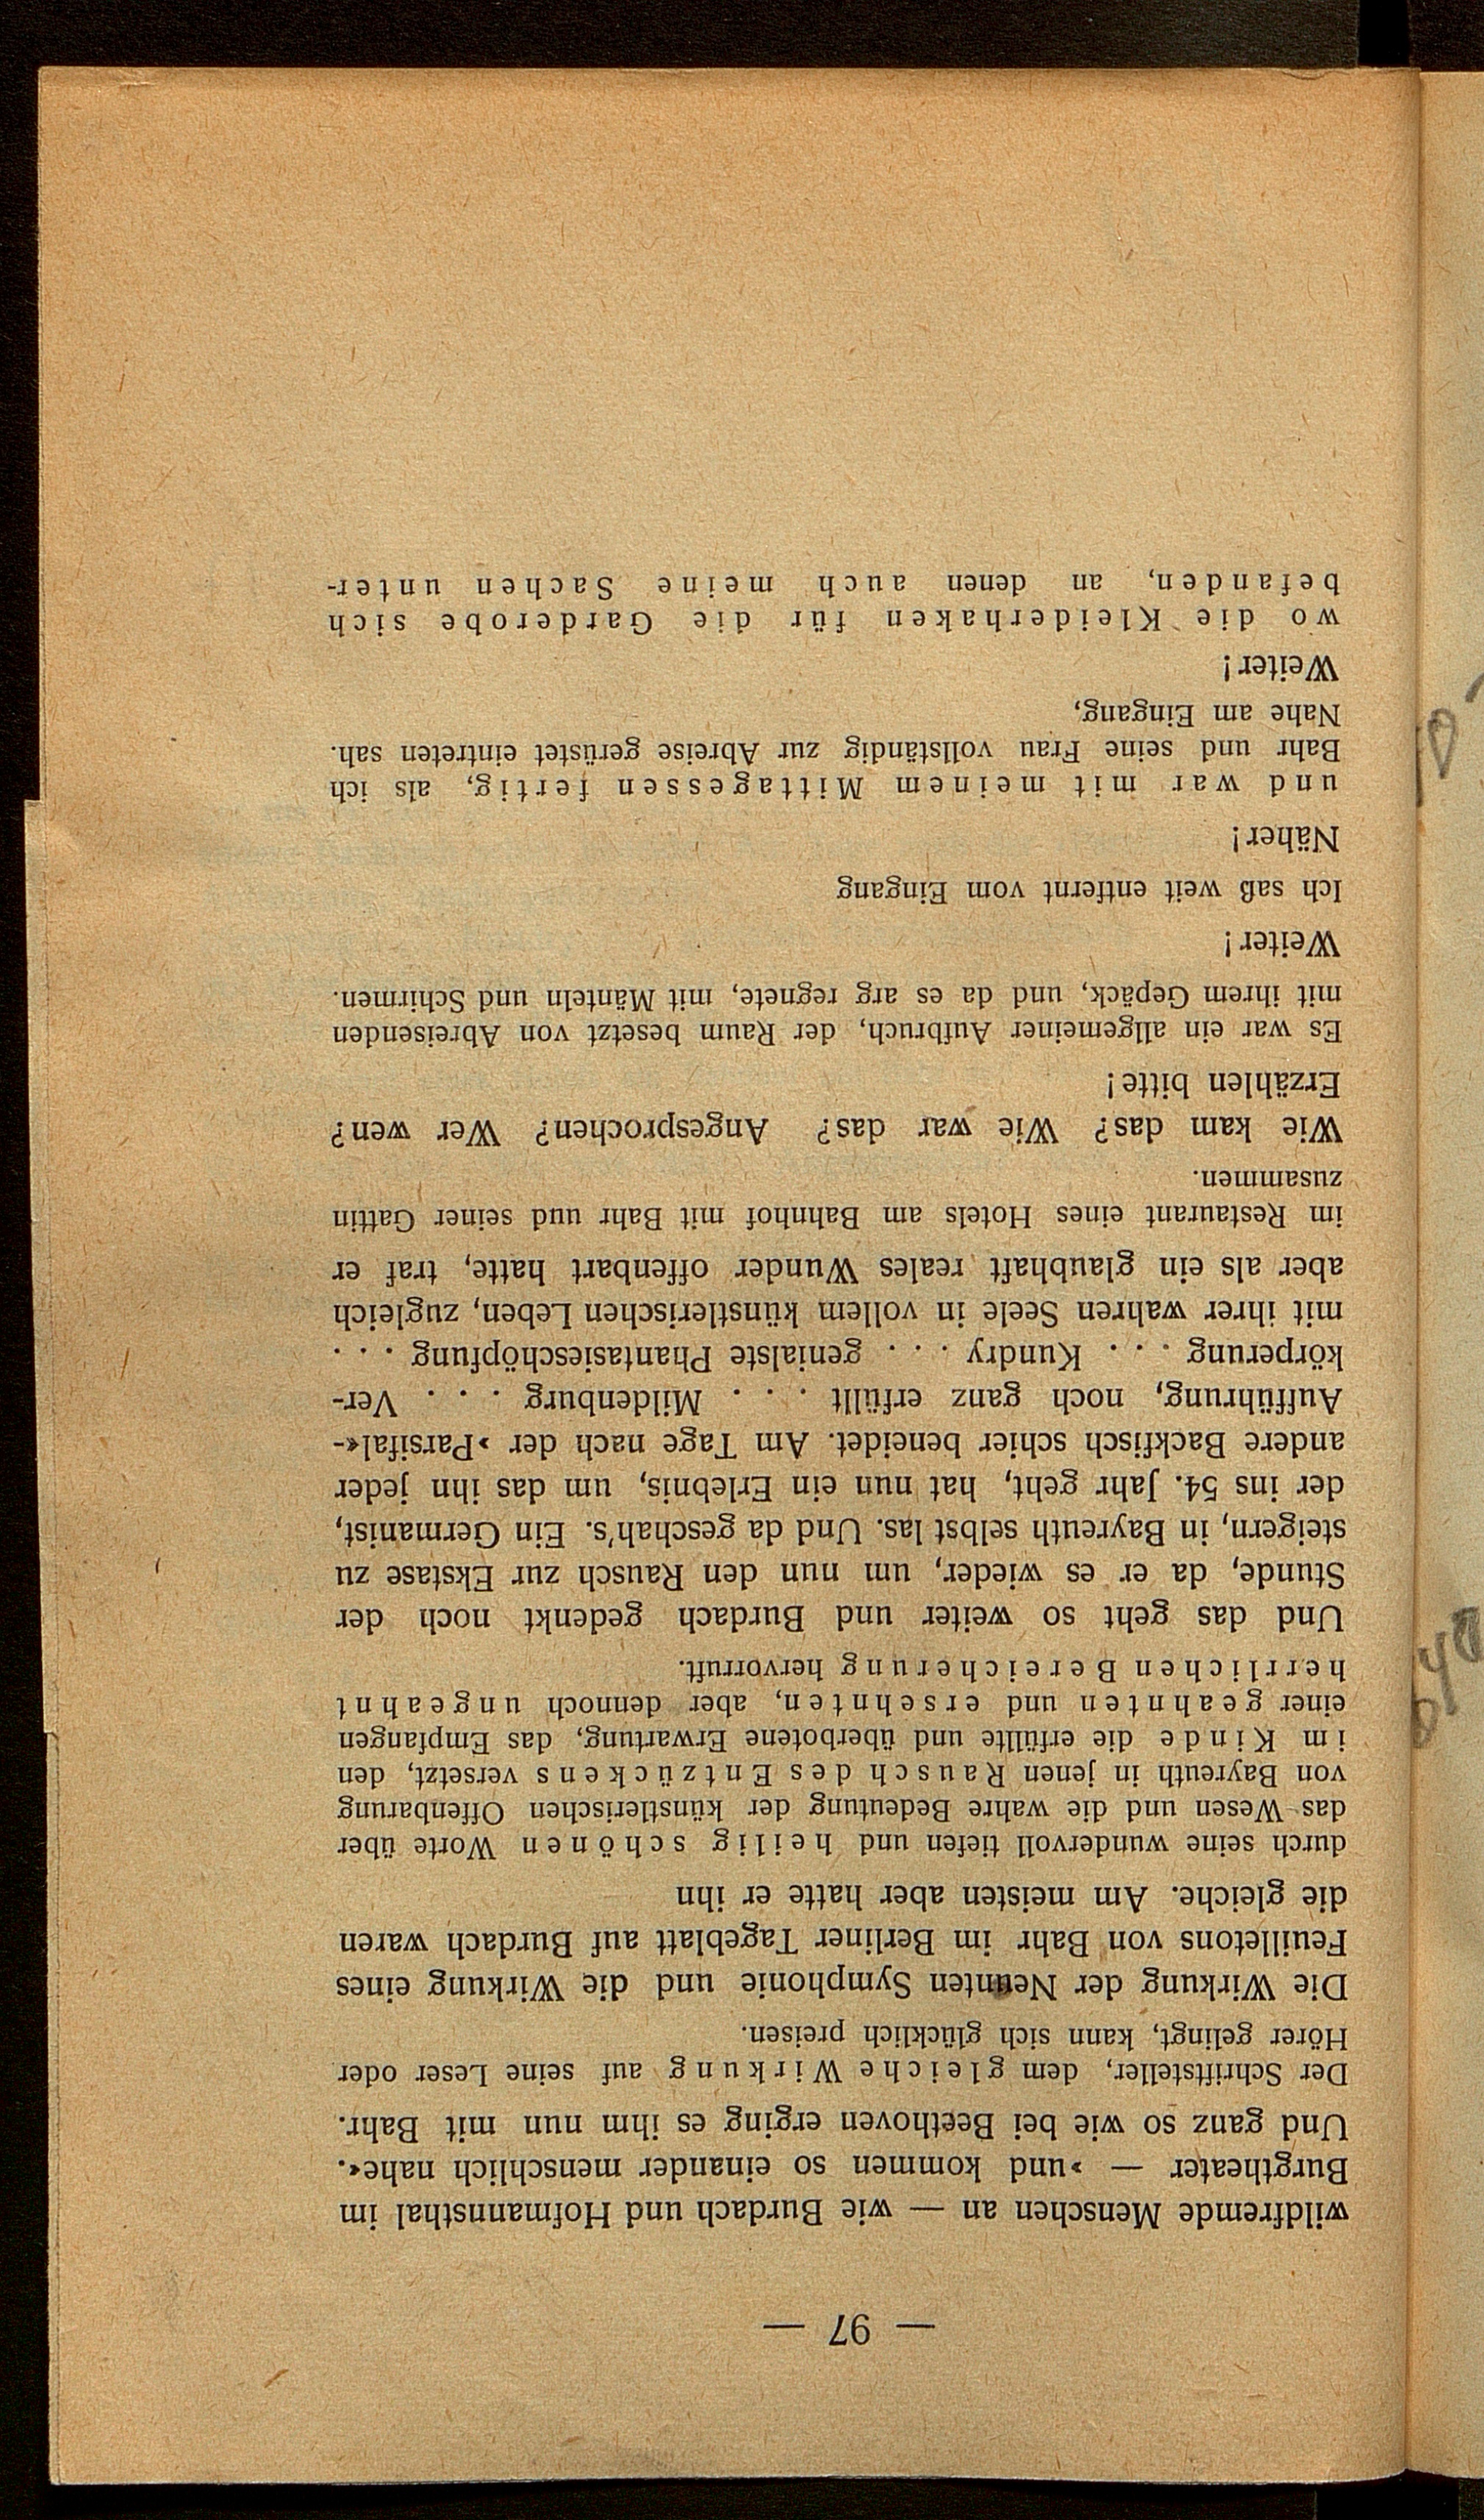 — 97 —
wildfremde Menschen an — wie Burdach und Hofmannsthal im
Burgtheater — ›und kommen so einander menschlich nahe‹.
Und ganz so wie bei Beethoven erging es ihm nun mit Bahr.
Der Schriftsteller, dem gleiche Wirkung auf seine Leser oder
Hörer gelingt, kann sich glücklich preisen.
Die Wirkung der Neunten Symphonie und die Wirkung eines
Feuilletons von Bahr im Berliner Tageblatt auf Burdach waren
die gleiche. Am meisten aber hatte er ihn
durch seine wundervoll tiefen und heilig schönen Worte über
das Wesen und die wahre Bedeutung der künstlerischen Offenbarung
von Bayreuth in jenen Rausch des Entzückens versetzt, den
im Kinde die erfüllte und überbotene Erwartung, das Empfangen
einer geahnten und ersehnten, aber dennoch ungeahnt
herrlichen Bereicherung hervorruft.
Und das geht so weiter und Burdach gedenkt noch der
Stunde, da er es wieder, um nun den Rausch zur Ekstase zu
steigern, in Bayreuth selbst las. Und da geschah's. Ein Germanist,
der ins 54. Jahr geht, hat nun ein Erlebnis, um das ihn jeder
andere Backfisch schier beneidet. Am Tage nach der ›Parsifal‹-
Aufführung, noch ganz erfüllt . . . Mildenburg . . . Ver-
körperung . . . Kundry . . . genialste Phantasieschöpfung . . .
mit ihrer wahren Seele in vollem künstlerischen Leben, zugleich
aber als ein glaubhaft reales Wunder offenbart hatte, traf er
im Restaurant eines Hotels am Bahnhof mit Bahr uud seiner Gattin
zusammen.
Wie kam das? Wie war das? Angesprochen? Wer wen?
Erzählen bitte!
Es war ein allgemeiner Aufbruch, der Raum besetzt von Abreisenden
mit ihrem Gepäck, und da es arg regnete, mit Mänteln und Schirmen.
Weiter!
Ich saß weit entfernt vom Eingang
Näher!
und war mit meinem Mittagessen fertig, als ich
Bahr und seine Frau vollständig zur Abreise gerüstet eintreten sah.
Nahe am Eingang,
Weiter!
wo die Kleiderhaken für die Garderobe sich
befanden, an denen auch meine Sachen unter-